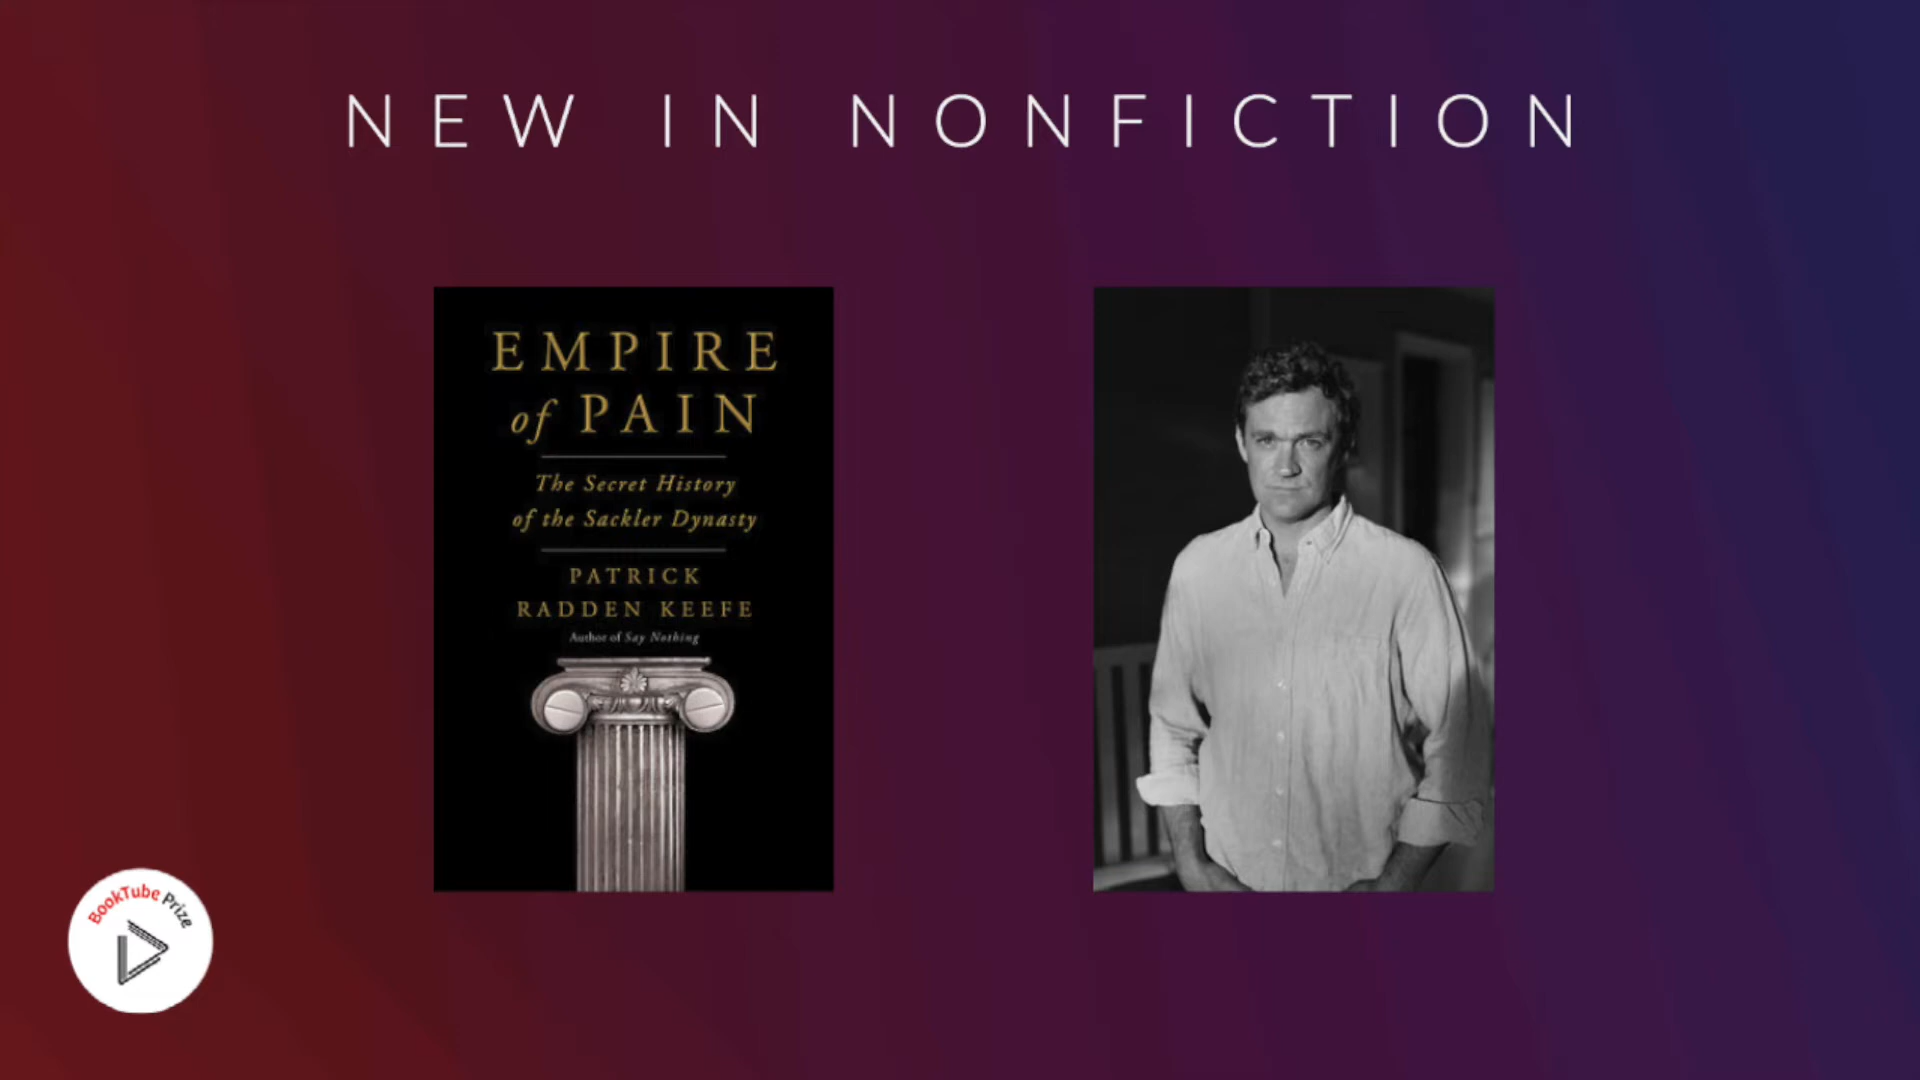 NEW IN NONFICTION
EMPIRE
of PAIN
The Secret History
of the Sackler Dynasty
PATRICK
RADDEN KEEFE
Author of Say Nothing
BookTube Prize